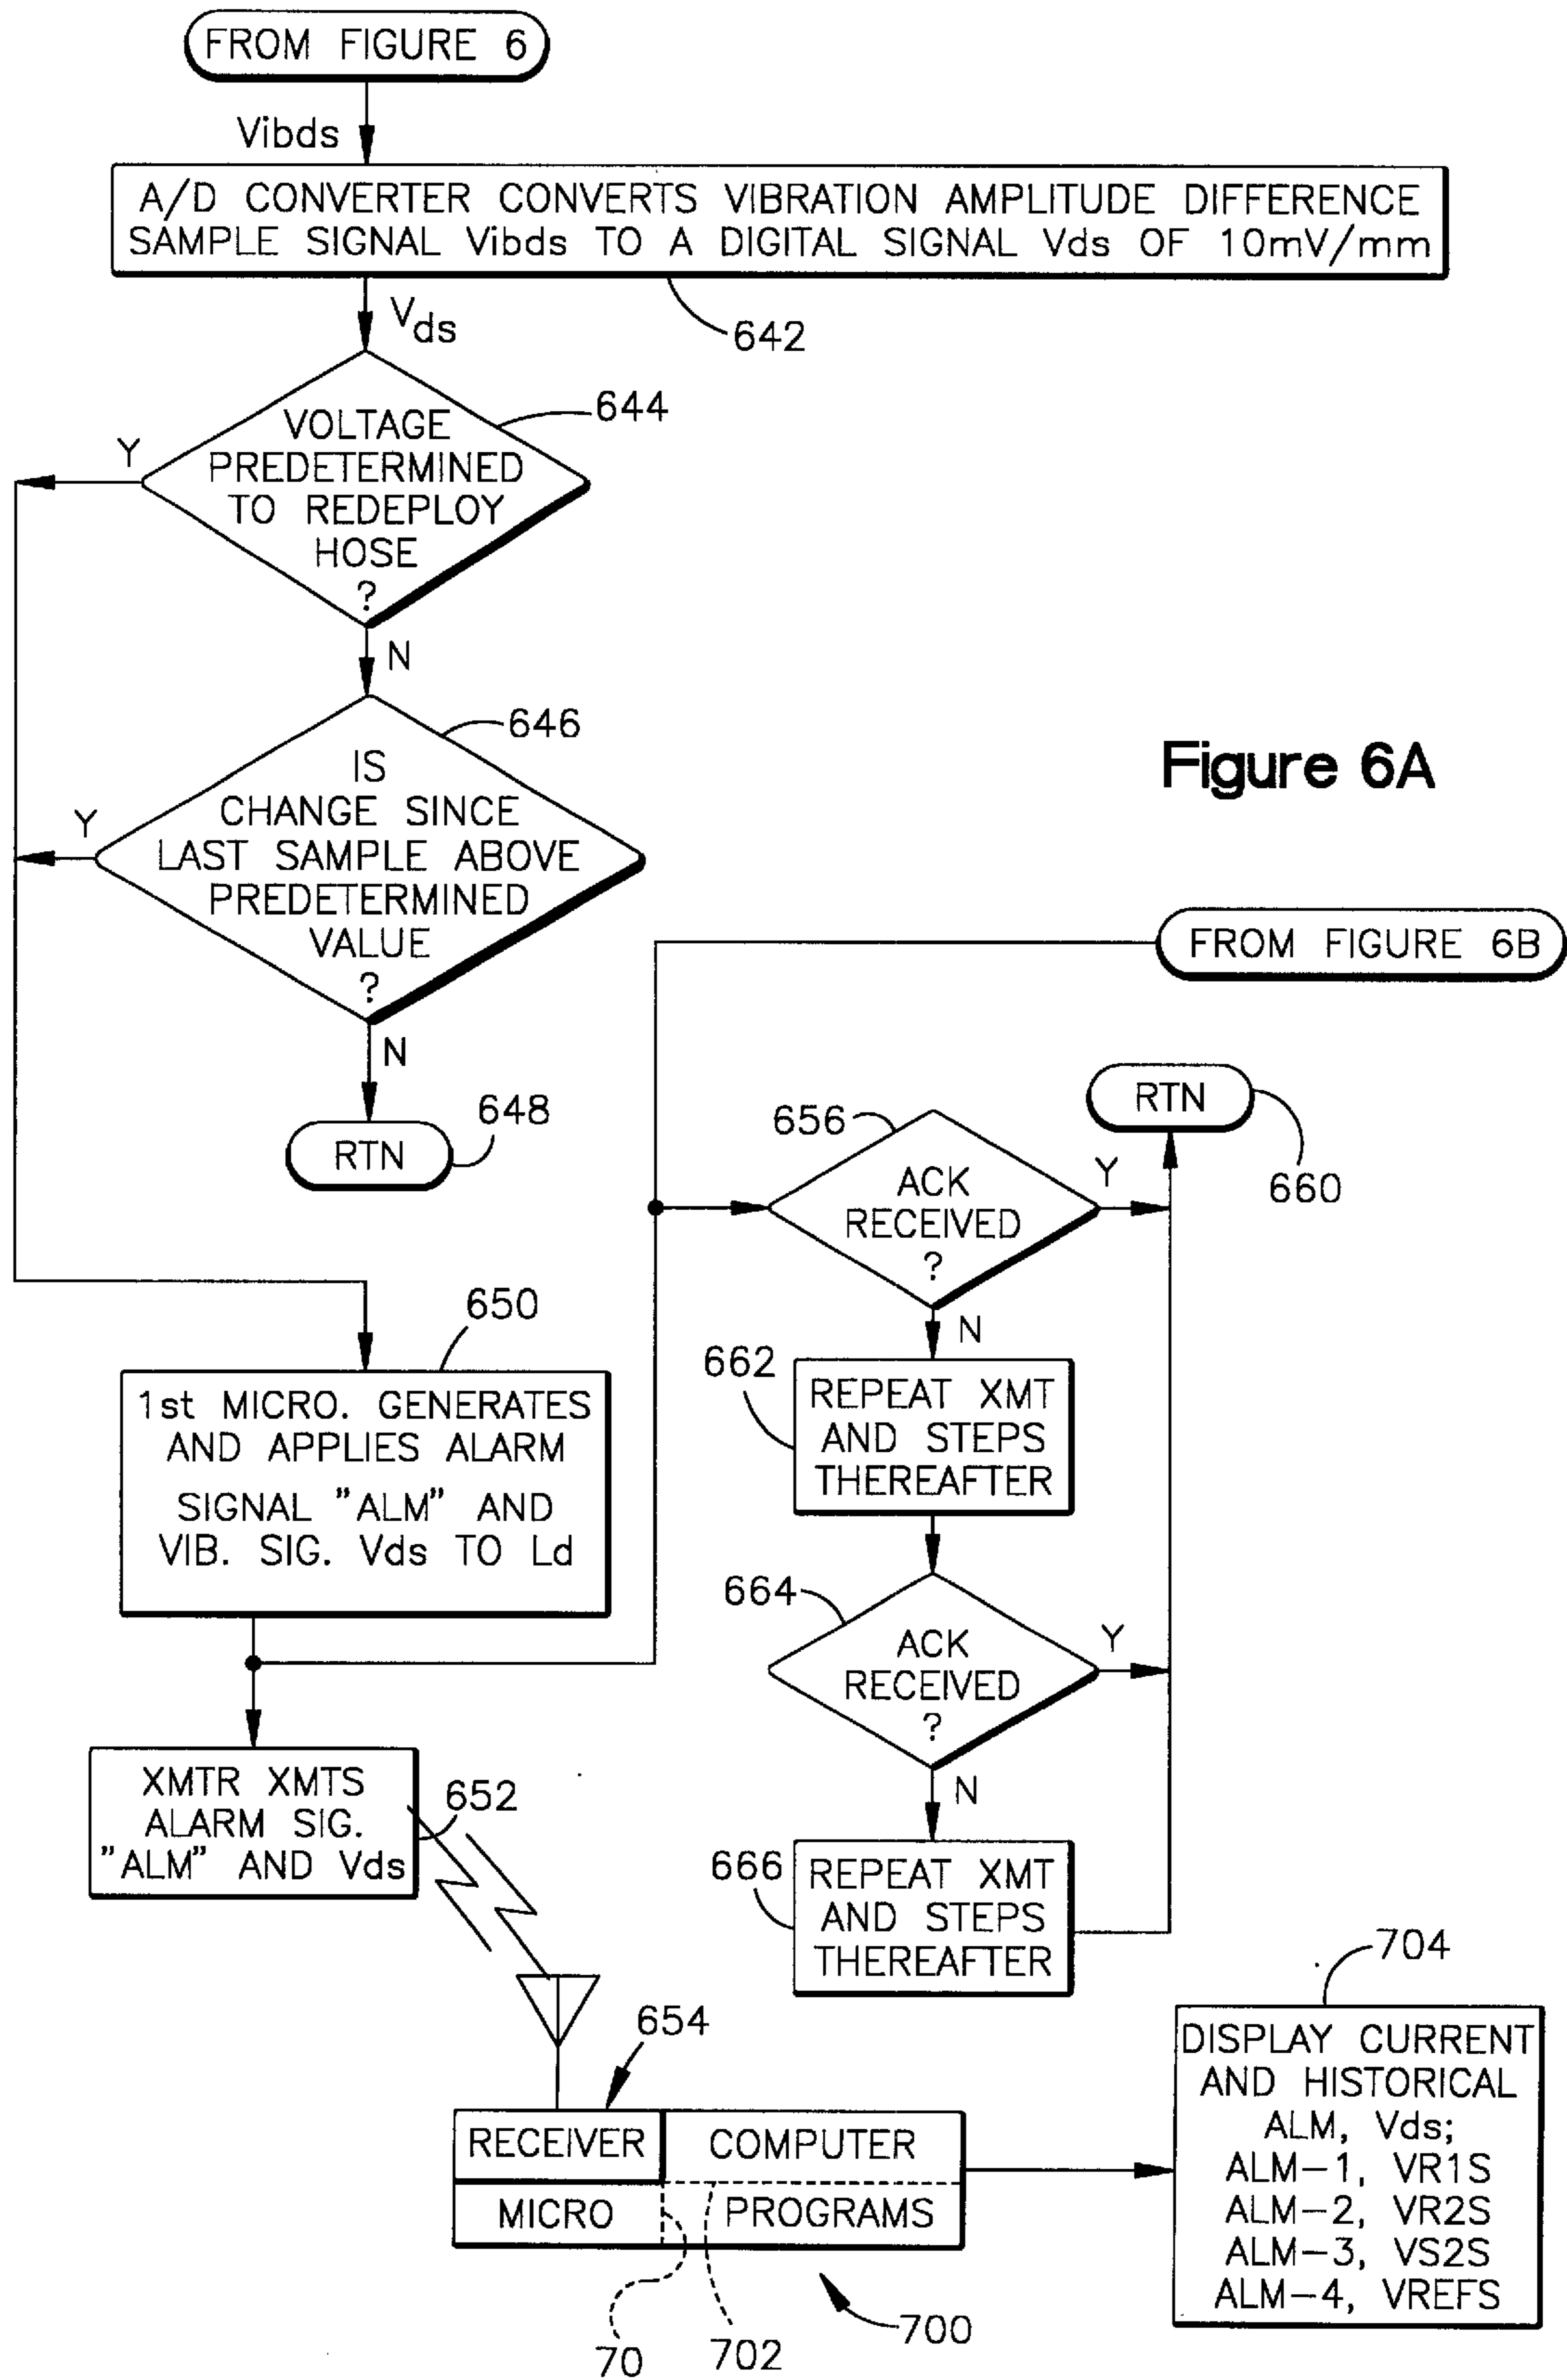 FROM FIGURE 6
Vibds
A/D CONVERTER CONVERTS VIBRATION AMPLITUDE DIFFERENCE
SAMPLE SIGNAL Vibds TO A DIGITAL SIGNAL Vds OF 10mV/mm
642
Vds
644
VOLTAGE
PREDETERMINED
TO REDEPLOY
HOSE
?
Y
N
646
IS
CHANGE SINCE
LAST SAMPLE ABOVE
PREDETERMINED
VALUE
?
Y
N
RTN
648
Figure 6A
FROM FIGURE 6B
650
1st MICRO. GENERATES
AND APPLIES ALARM
SIGNAL "ALM" AND
VIB. SIG. Vds TO Ld
XMTR XMTS
ALARM SIG.
"ALM" AND Vds
652
656
ACK
RECEIVED
?
Y
N
RTN
660
662
REPEAT XMT
AND STEPS
THEREAFTER
664
ACK
RECEIVED
?
Y
N
666
REPEAT XMT
AND STEPS
THEREAFTER
654
RECEIVER
COMPUTER
MICRO
PROGRAMS
70
702
700
704
DISPLAY CURRENT
AND HISTORICAL
ALM, Vds;
ALM-1, VR1S
ALM-2, VR2S
ALM-3, VS2S
ALM-4, VREFS